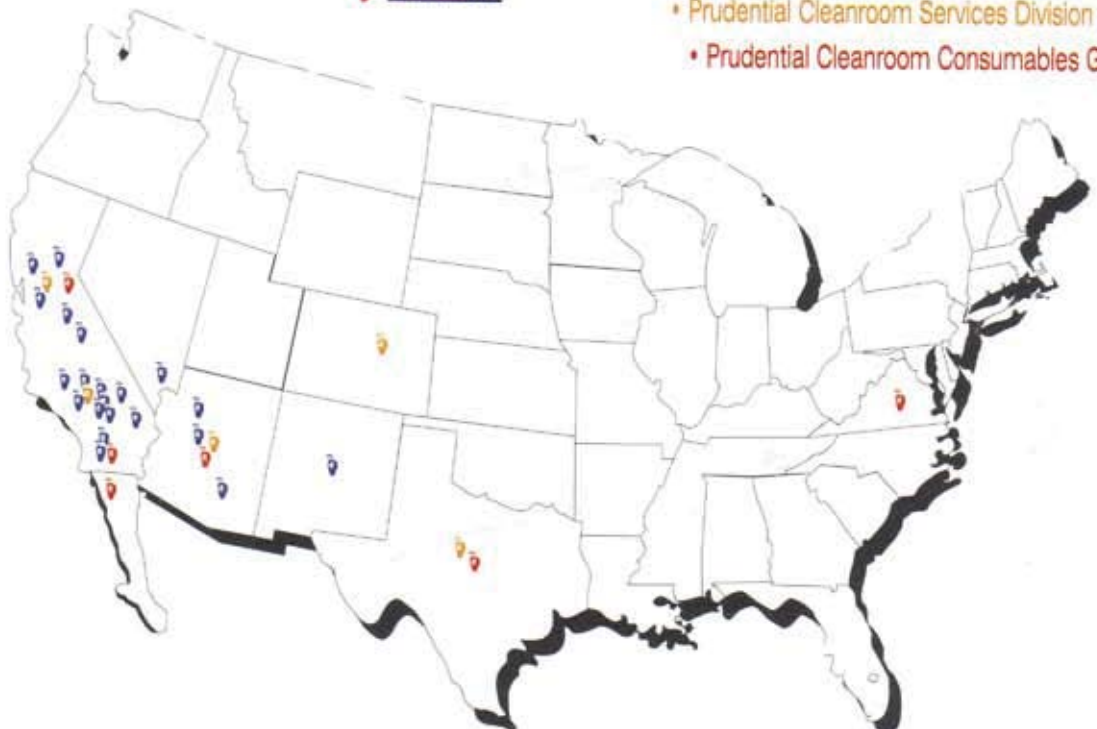 • Prudential Cleanroom Services Division
• Prudential Cleanroom Consumables